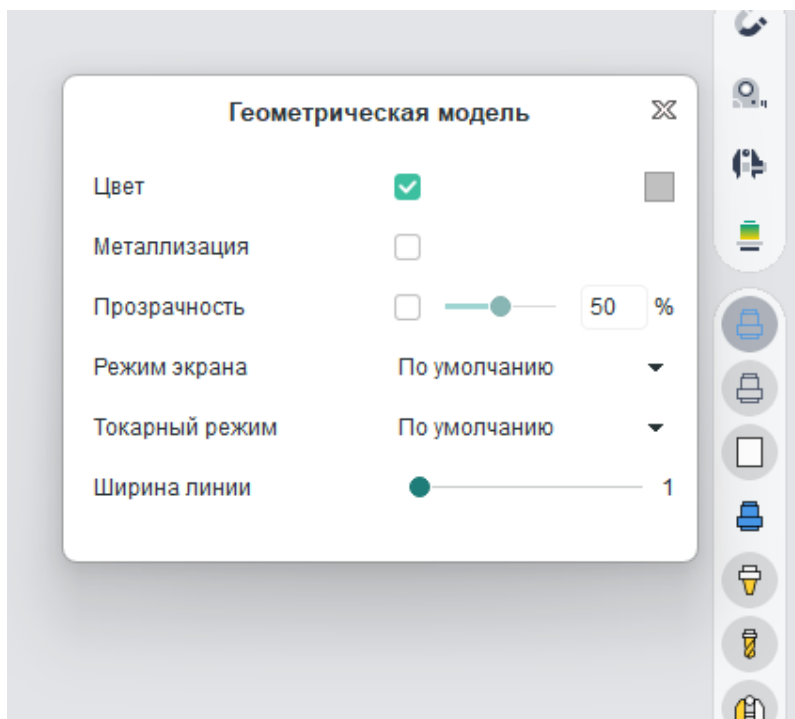 Геометрическая модель
Цвет
Металлизация
Прозрачность 50 %
Режим экрана По умолчанию
Токарный режим По умолчанию
Ширина линии 1